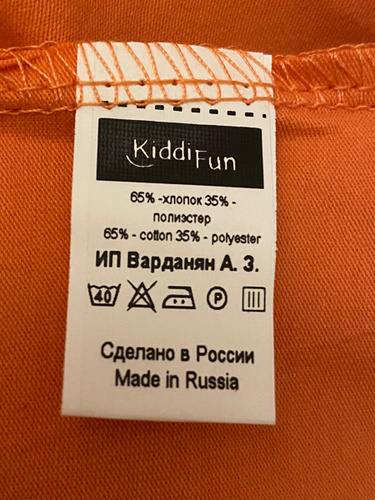 KiddiFun
65% -хлопок 35% -
полиэстер
65% - cotton 35% - polyester
ИП Варданян А. З.
40 P
Сделано в России
Made in Russia